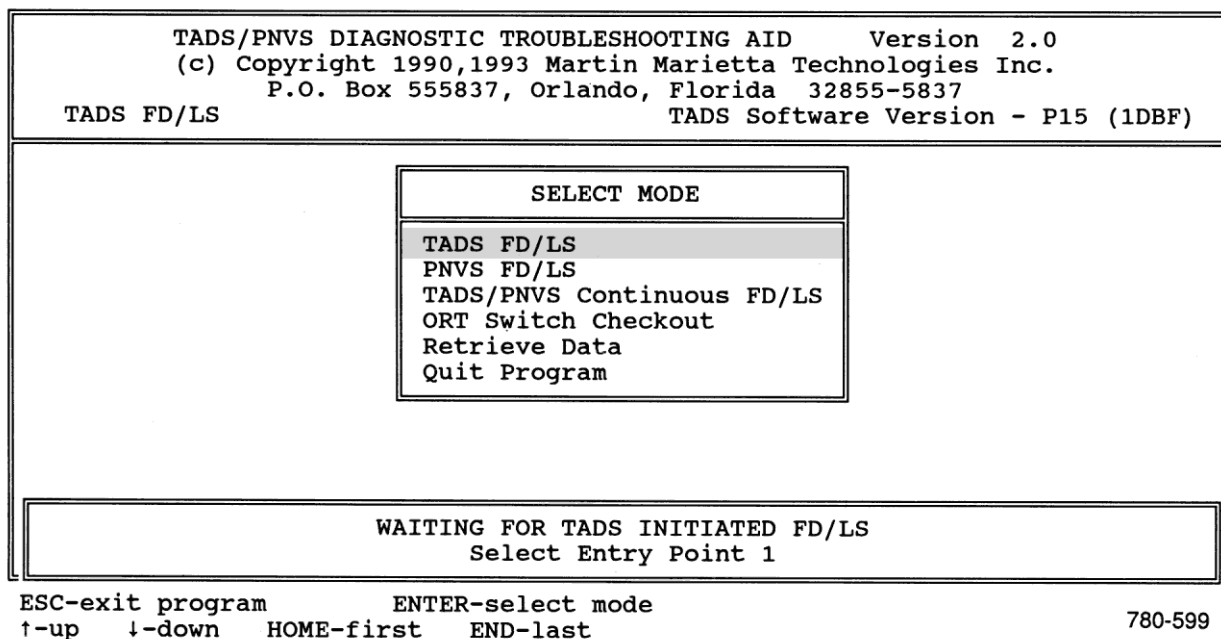 TADS/PNVS DIAGNOSTIC TROUBLESHOOTING AID Version 2.0
(c) Copyright 1990,1993 Martin Marietta Technologies Inc.
P.O. Box 555837, Orlando, Florida 32855-5837
TADS FD/LS TADS Software Version - P15 (1DBF)
SELECT MODE
TADS FD/LS
PNVS FD/LS
TADS/PNVS Continuous FD/LS
ORT Switch Checkout
Retrieve Data
Quit Program
WAITING FOR TADS INITIATED FD/LS
Select Entry Point 1
ESC-exit program ENTER-select mode
↑-up ↓-down HOME-first END-last
780-599